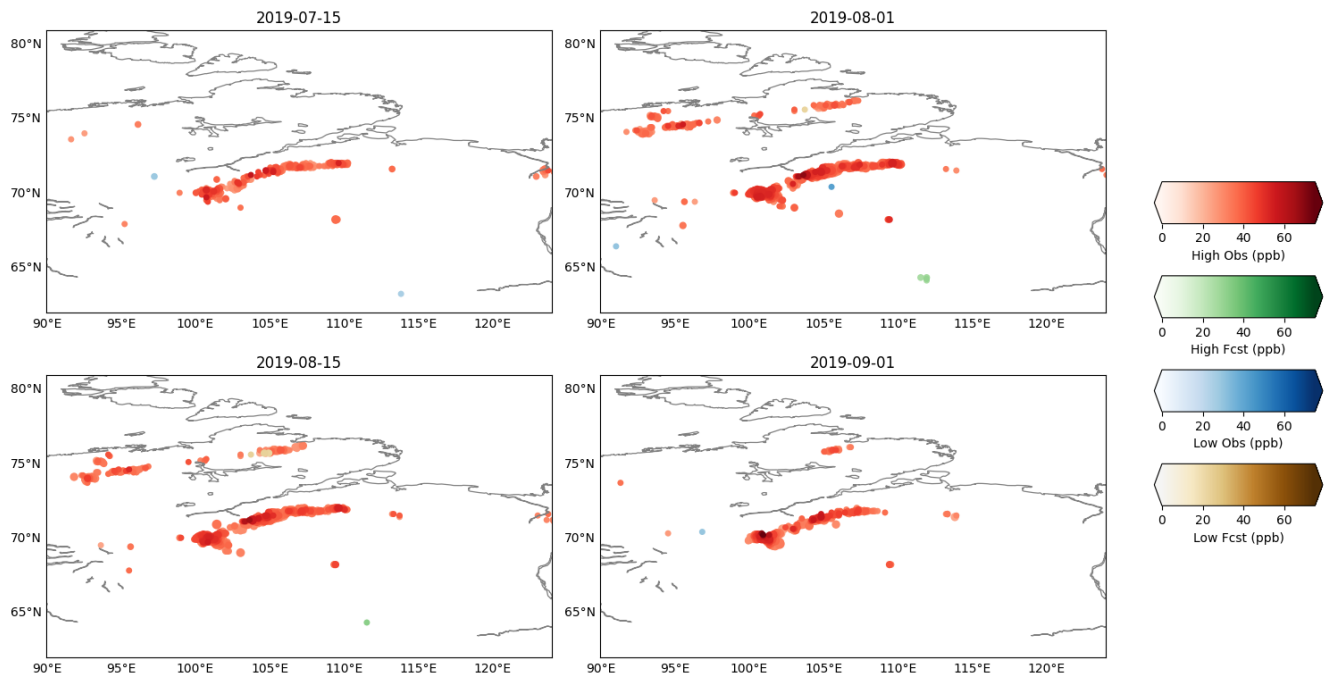 2019-07-15
2019-08-01
80°N
75°N
70°N
65°N
90°E 95°E 100°E 105°E 110°E 115°E 120°E
80°N
75°N
70°N
65°N
90°E 95°E 100°E 105°E 110°E 115°E 120°E
2019-08-15
2019-09-01
80°N
75°N
70°N
65°N
90°E 95°E 100°E 105°E 110°E 115°E 120°E
80°N
75°N
70°N
65°N
90°E 95°E 100°E 105°E 110°E 115°E 120°E
0 20 40 60
High Obs (ppb)
0 20 40 60
High Fcst (ppb)
0 20 40 60
Low Obs (ppb)
0 20 40 60
Low Fcst (ppb)